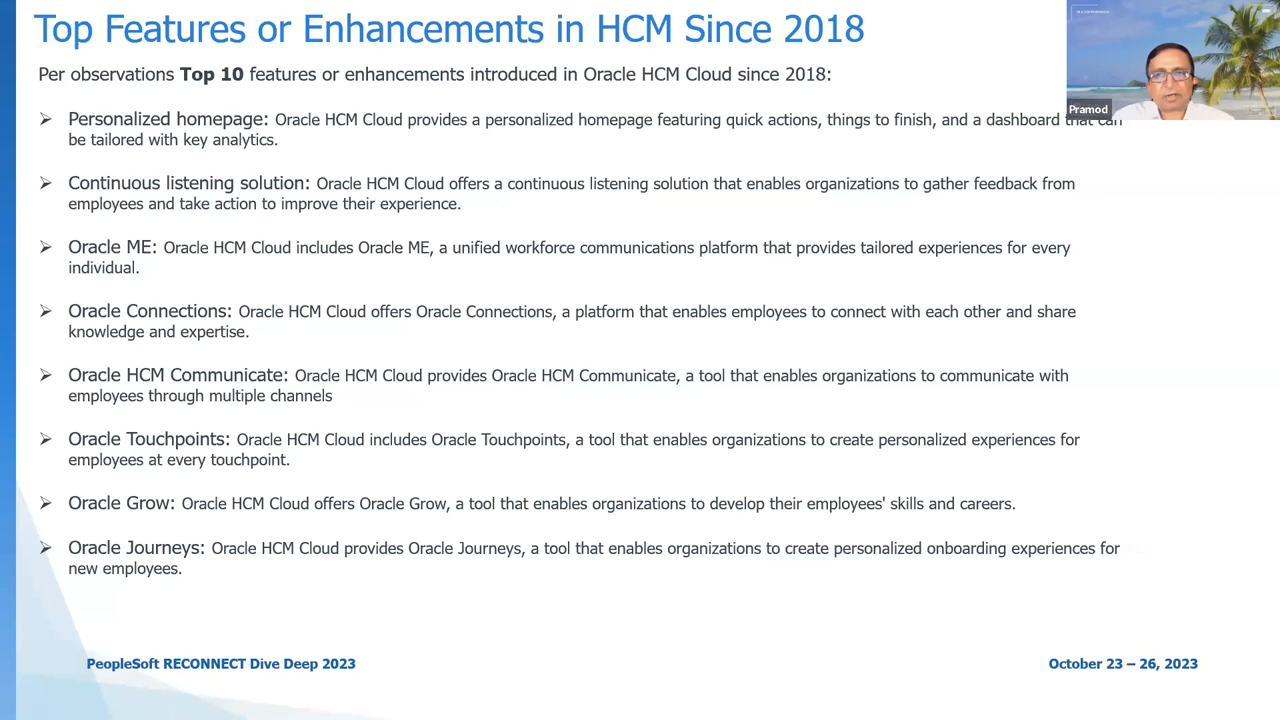 Top Features or Enhancements in HCM Since 2018
Per observations Top 10 features or enhancements introduced in Oracle HCM Cloud since 2018:
Pramod
➢ Personalized homepage: Oracle HCM Cloud provides a personalized homepage featuring quick actions, things to finish, and a dashboard that can
be tailored with key analytics.
➢ Continuous listening solution: Oracle HCM Cloud offers a continuous listening solution that enables organizations to gather feedback from
employees and take action to improve their experience.
➢ Oracle ME: Oracle HCM Cloud includes Oracle ME, a unified workforce communications platform that provides tailored experiences for every
individual.
➢ Oracle Connections: Oracle HCM Cloud offers Oracle Connections, a platform that enables employees to connect with each other and share
knowledge and expertise.
➢ Oracle HCM Communicate: Oracle HCM Cloud provides Oracle HCM Communicate, a tool that enables organizations to communicate with
employees through multiple channels
➢ Oracle Touchpoints: Oracle HCM Cloud includes Oracle Touchpoints, a tool that enables organizations to create personalized experiences for
employees at every touchpoint.
➢ Oracle Grow: Oracle HCM Cloud offers Oracle Grow, a tool that enables organizations to develop their employees' skills and careers.
➢ Oracle Journeys: Oracle HCM Cloud provides Oracle Journeys, a tool that enables organizations to create personalized onboarding experiences for
new employees.
PeopleSoft RECONNECT Dive Deep 2023
October 23 – 26, 2023